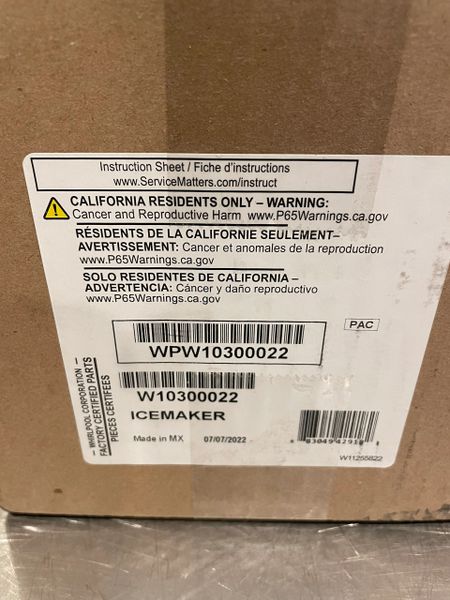 Instruction Sheet / Fiche d'instructions
www.ServiceMatters.com/instruct
CALIFORNIA RESIDENTS ONLY – WARNING:
Cancer and Reproductive Harm www.P65Warnings.ca.gov
RÉSIDENTS DE LA CALIFORNIE SEULEMENT–
AVERTISSEMENT: Cancer et anomales de la reproduction
www.P65Warnings.ca.gov
SOLO RESIDENTES DE CALIFORNIA –
ADVERTENCIA: Cáncer y daño reproductivo
www.P65Warnings.ca.gov
PAC
WPW10300022
W10300022
ICEMAKER
Made in MX 07/07/2022
W11255822
– WHIRLPOOL CORPORATION –
FACTORY CERTIFIED PARTS
PIECES CERTIFEES